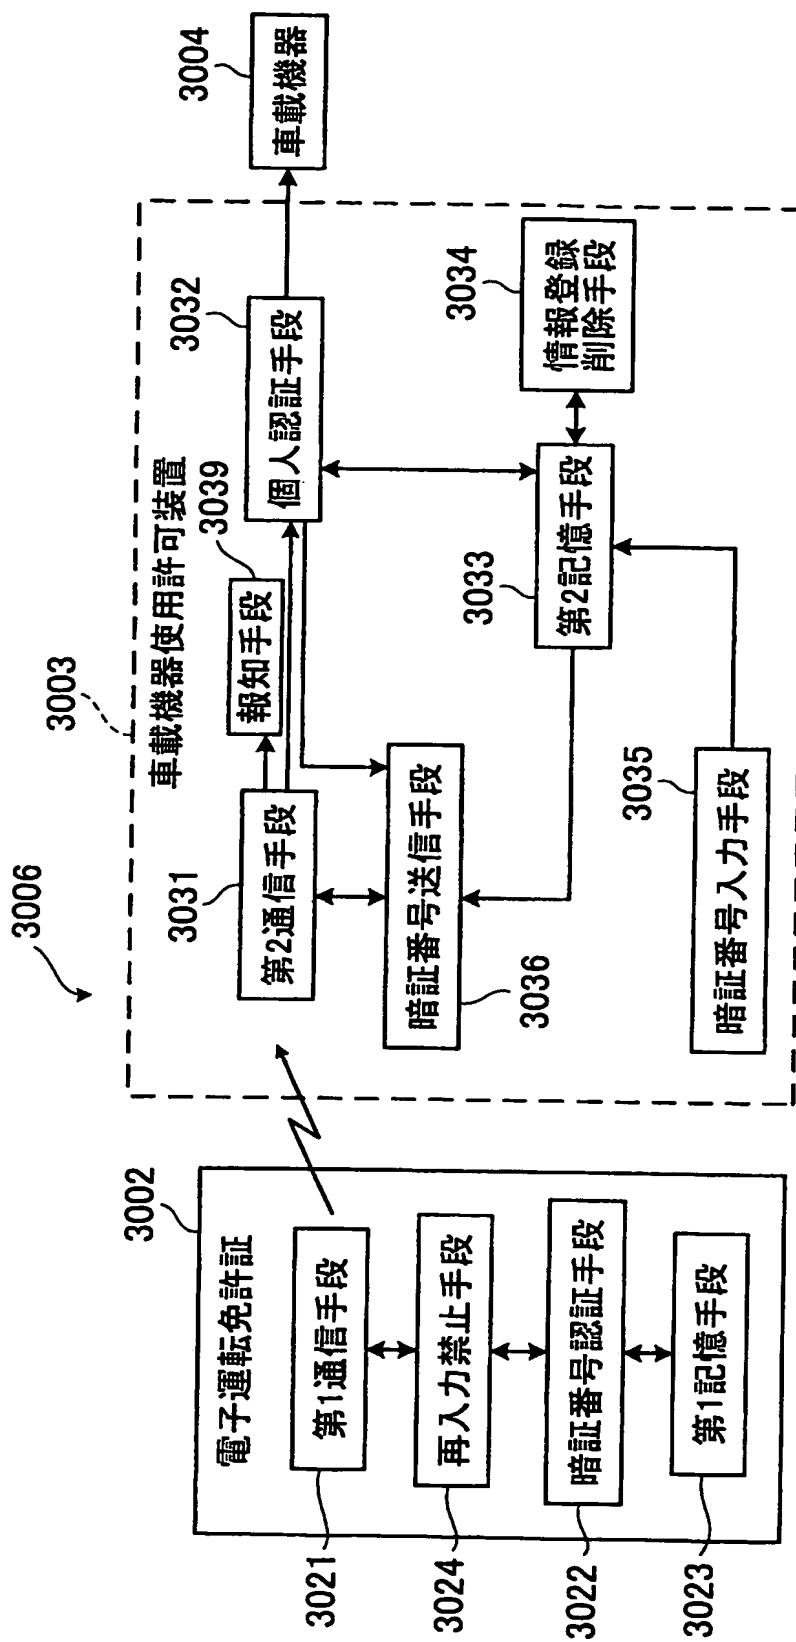 3006
3002
電子運転免許証
第1通信手段
3021
再入力禁止手段
3024
暗証番号認証手段
3022
第1記憶手段
3023
3003
車載機器使用許可装置
3031
第2通信手段
報知手段
3039
個人認証手段
3032
車載機器
3004
暗証番号送信手段
3036
3033
第2記憶手段
情報登録
削除手段
3034
暗証番号入力手段
3035